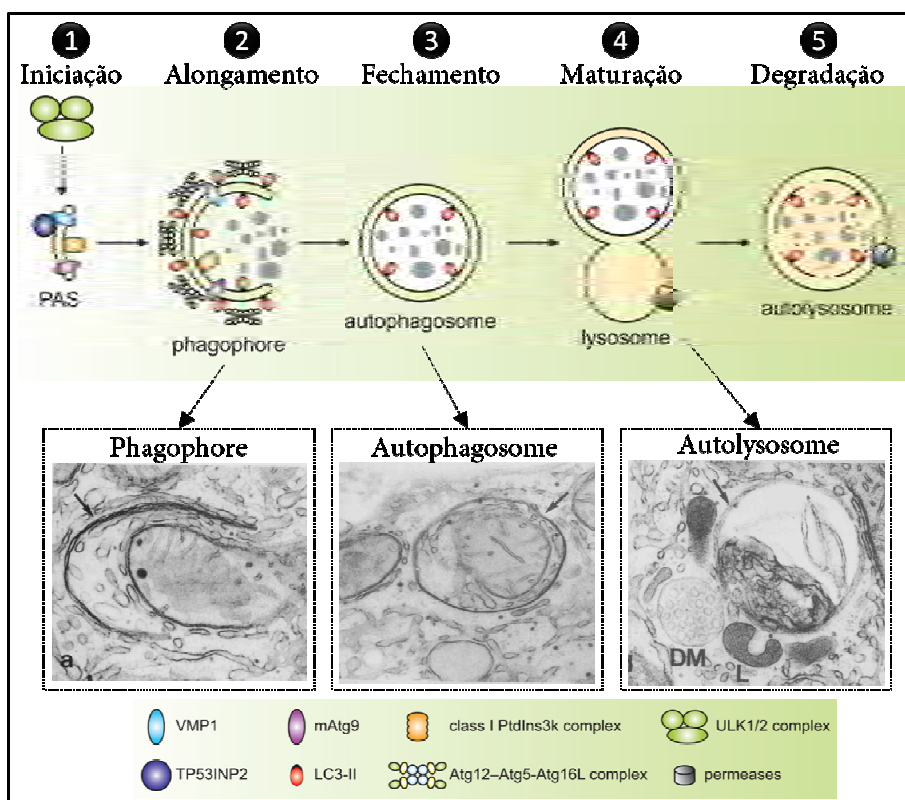 1 2 3 4 5
Iniciação Alongamento Fechamento Maturação Degradação
PAS
phagophore
autophagosome
lysosome
autolysosome
Phagophore Autophagosome Autolysosome
a
DM
L
VMP1 mAtg9 class I PtdIns3k complex ULK1/2 complex
TP53INP2 LC3-II Atg12–Atg5-Atg16L complex permeases